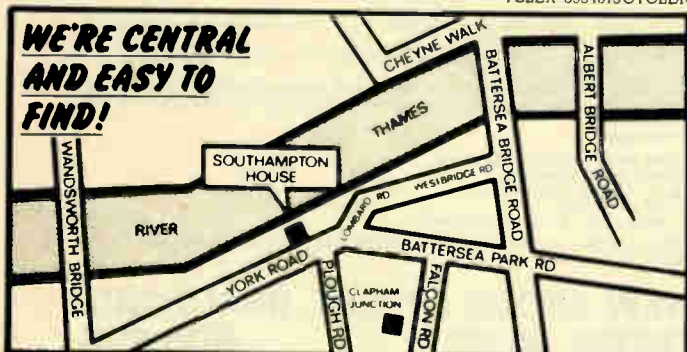 WE'RE CENTRAL
AND EASY TO
FIND!
CHEYNE WALK
BATTERSEA BRIDGE ROAD
ALBERT BRIDGE ROAD
THAMES
WANDSWORTH BRIDGE
SOUTHAMPTON
HOUSE
RIVER
LOMBARD RD
WESTBRIDGE RD
YORK ROAD
BATTERSEA PARK RD
PLOUGH RD
FALCON RD
CLAPHAM
JUNCTION